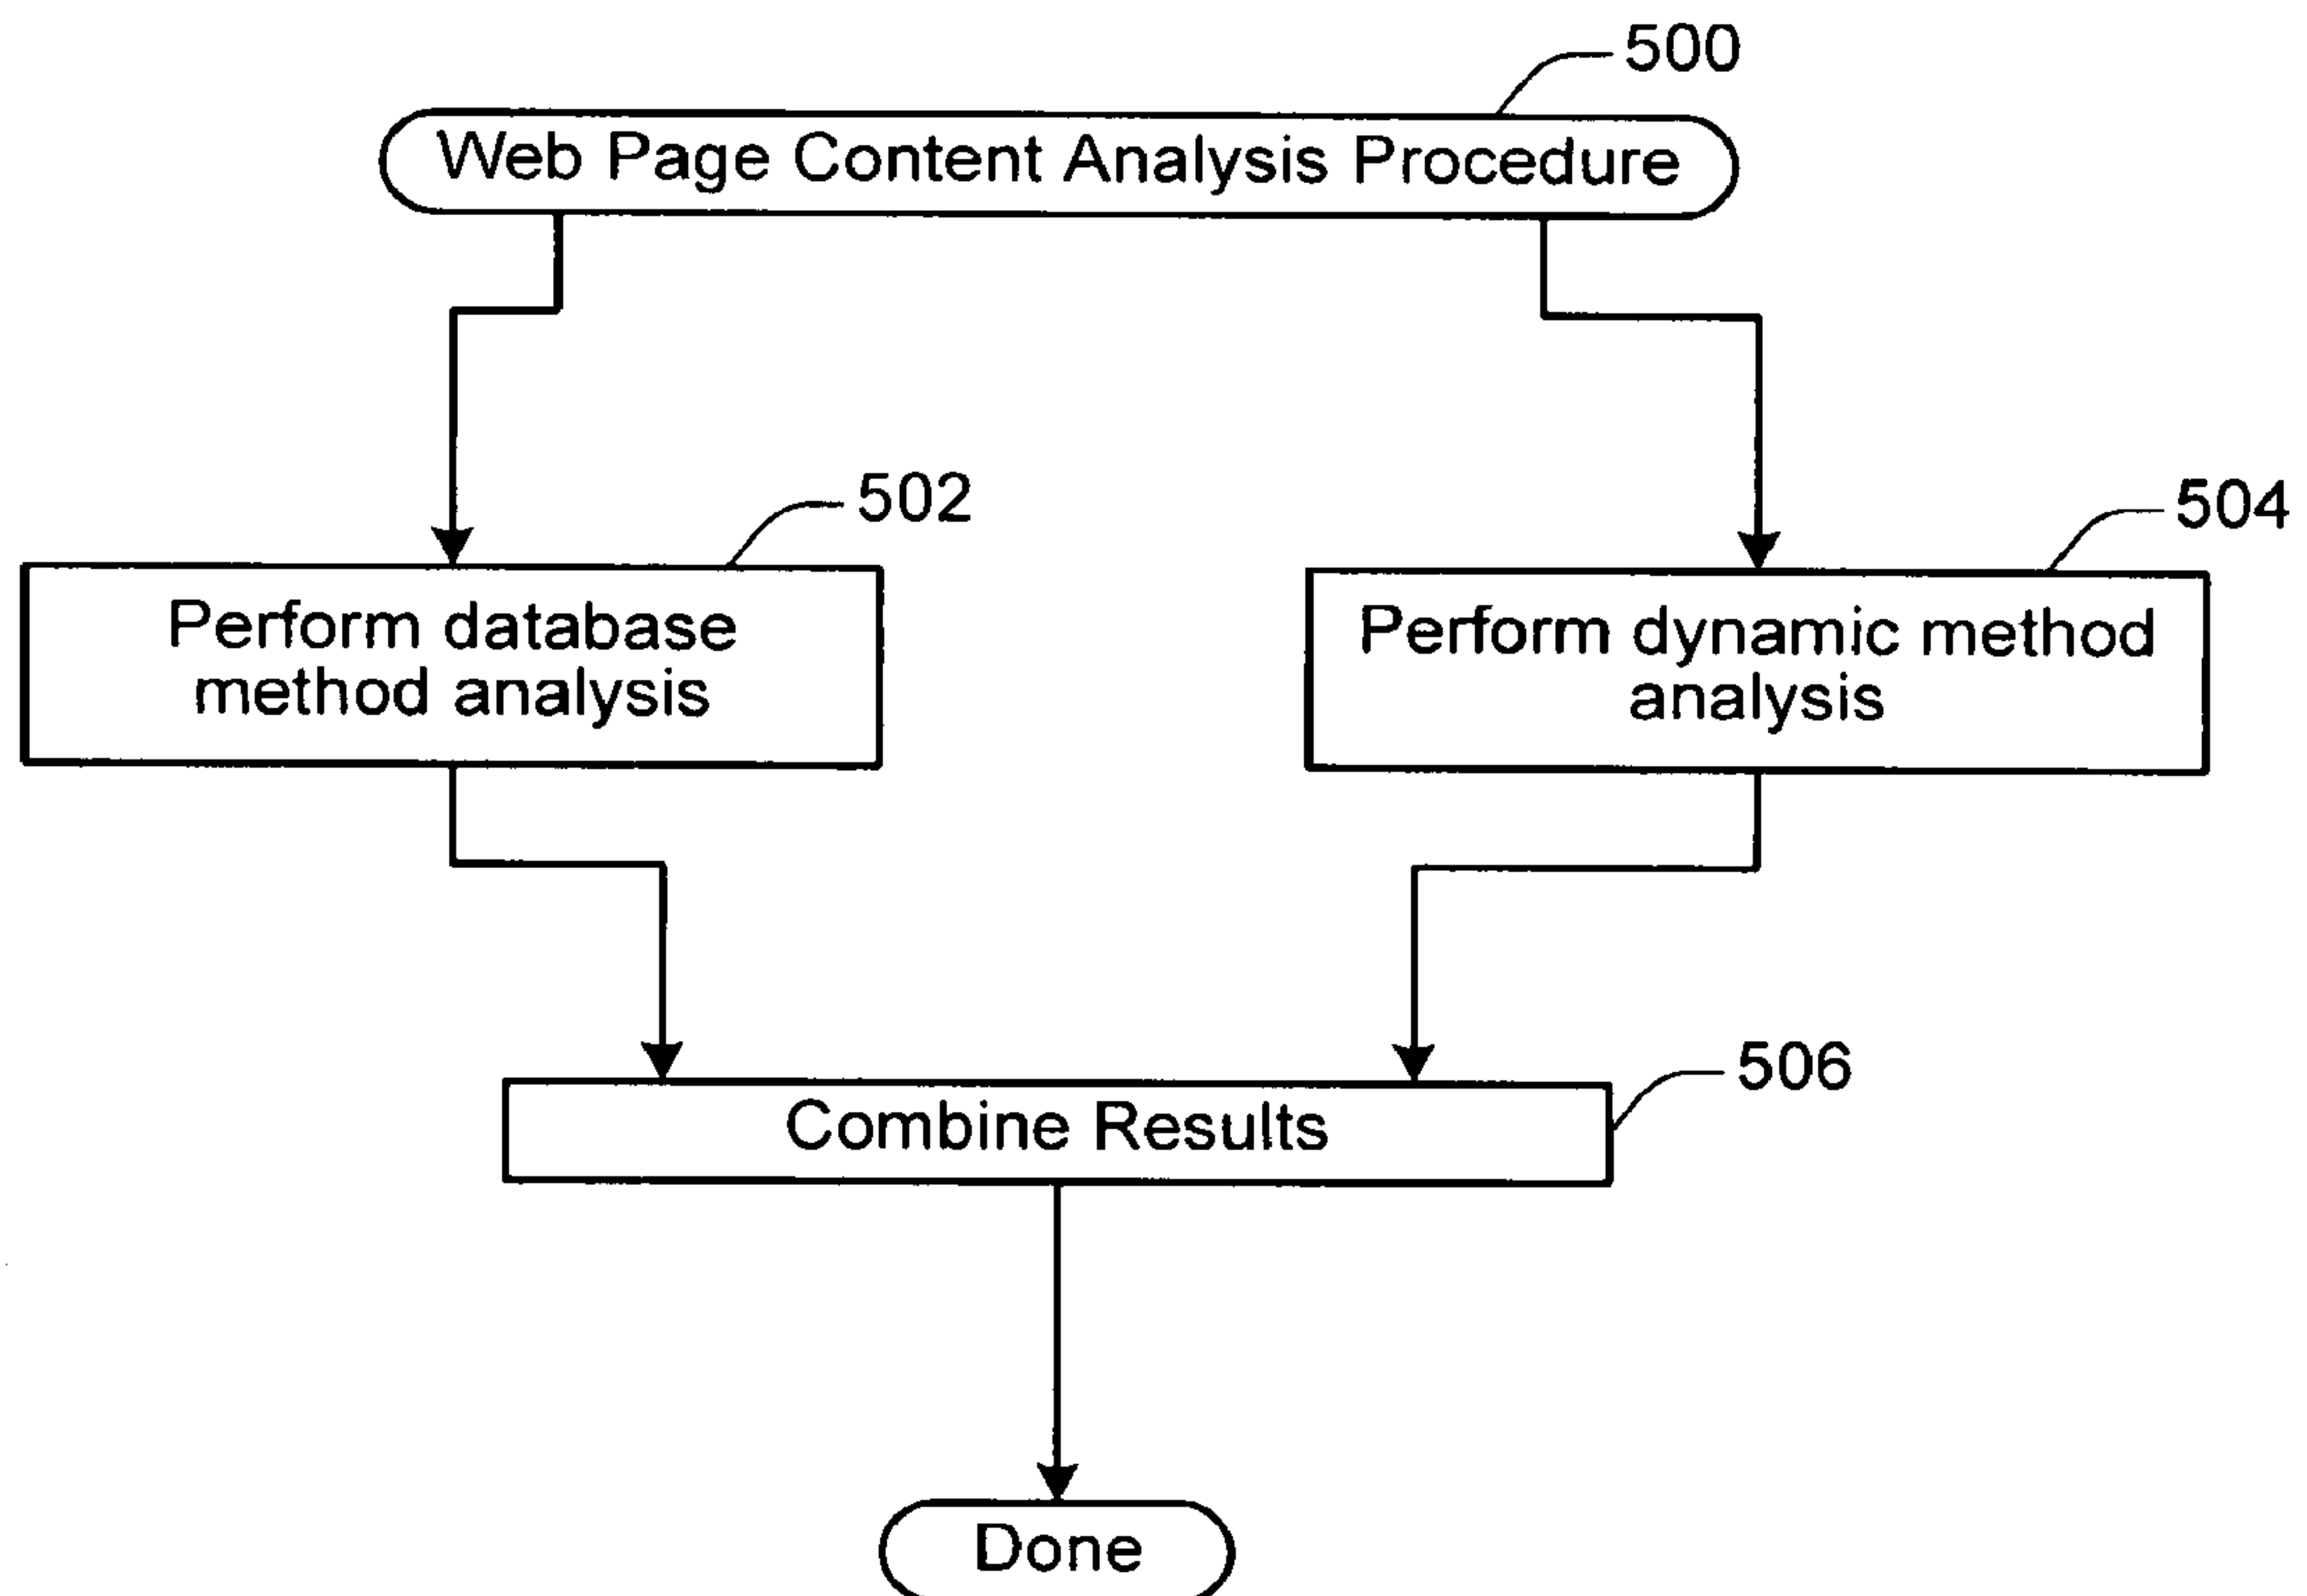 500
Web Page Content Analysis Procedure
502
504
Perform database
method analysis
Perform dynamic method
analysis
506
Combine Results
Done